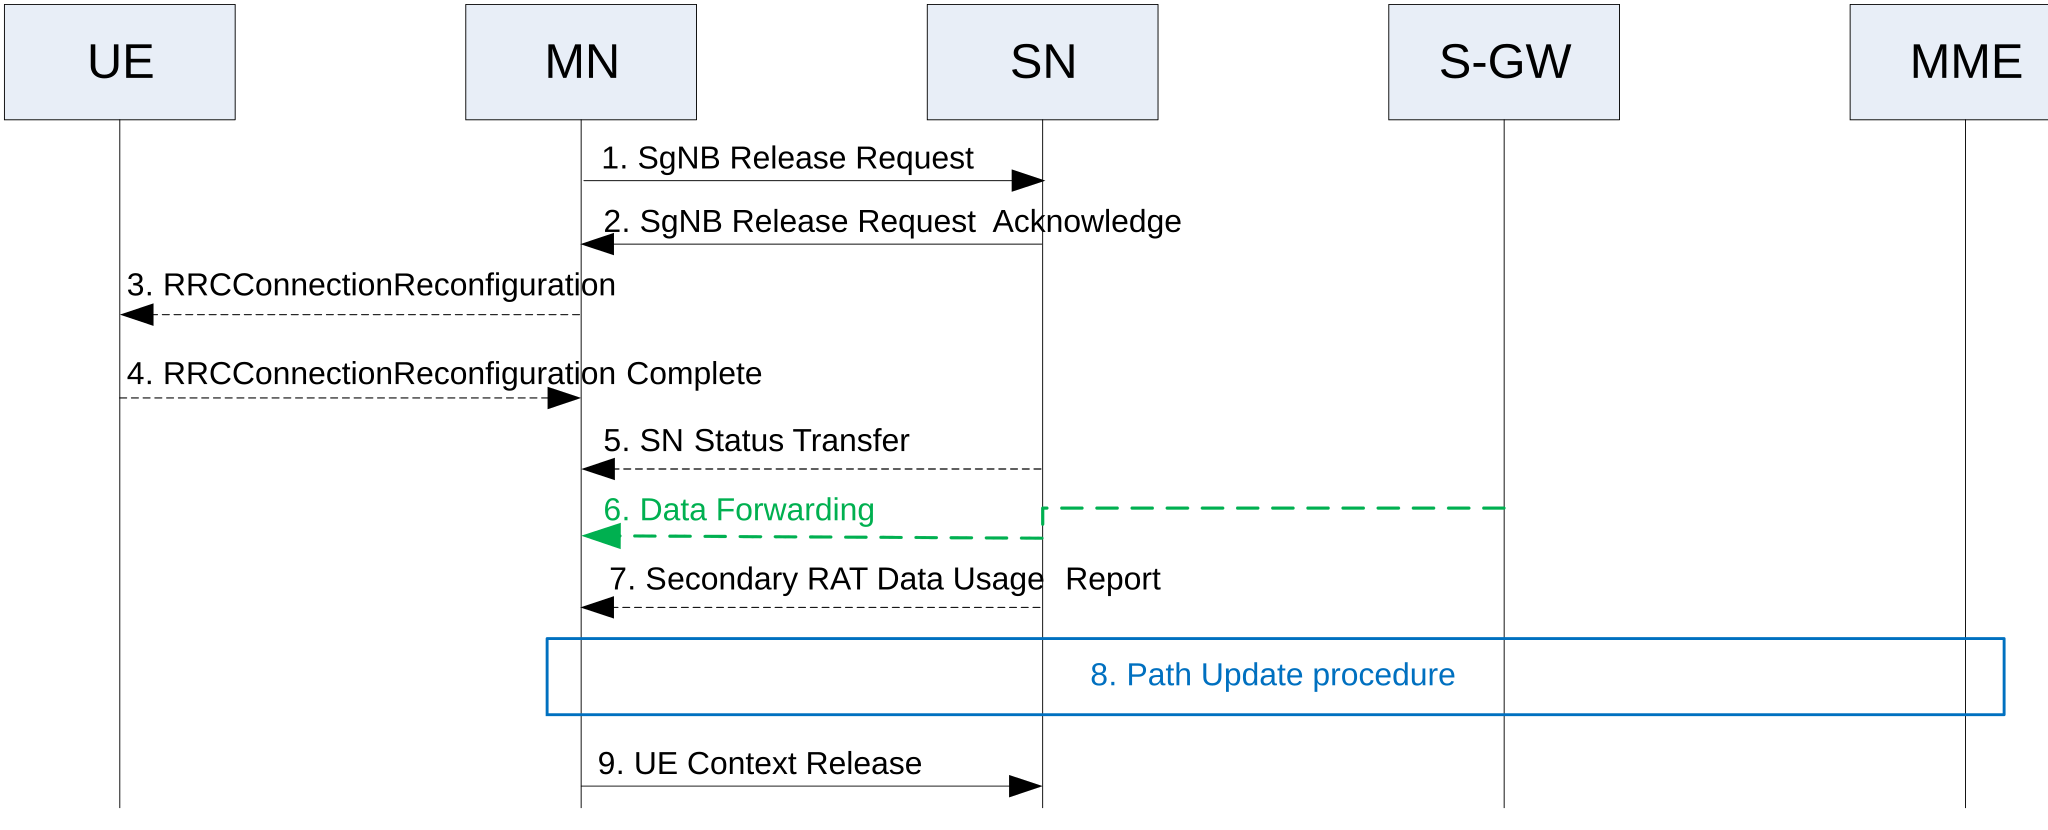 UE
MN
SN
S-GW
MME
1. SgNB Release Request
2. SgNB Release Request Acknowledge
3. RRCConnectionReconfiguration
4. RRCConnectionReconfiguration Complete
5. SN Status Transfer
6. Data Forwarding
7. Secondary RAT Data Usage Report
8. Path Update procedure
9. UE Context Release